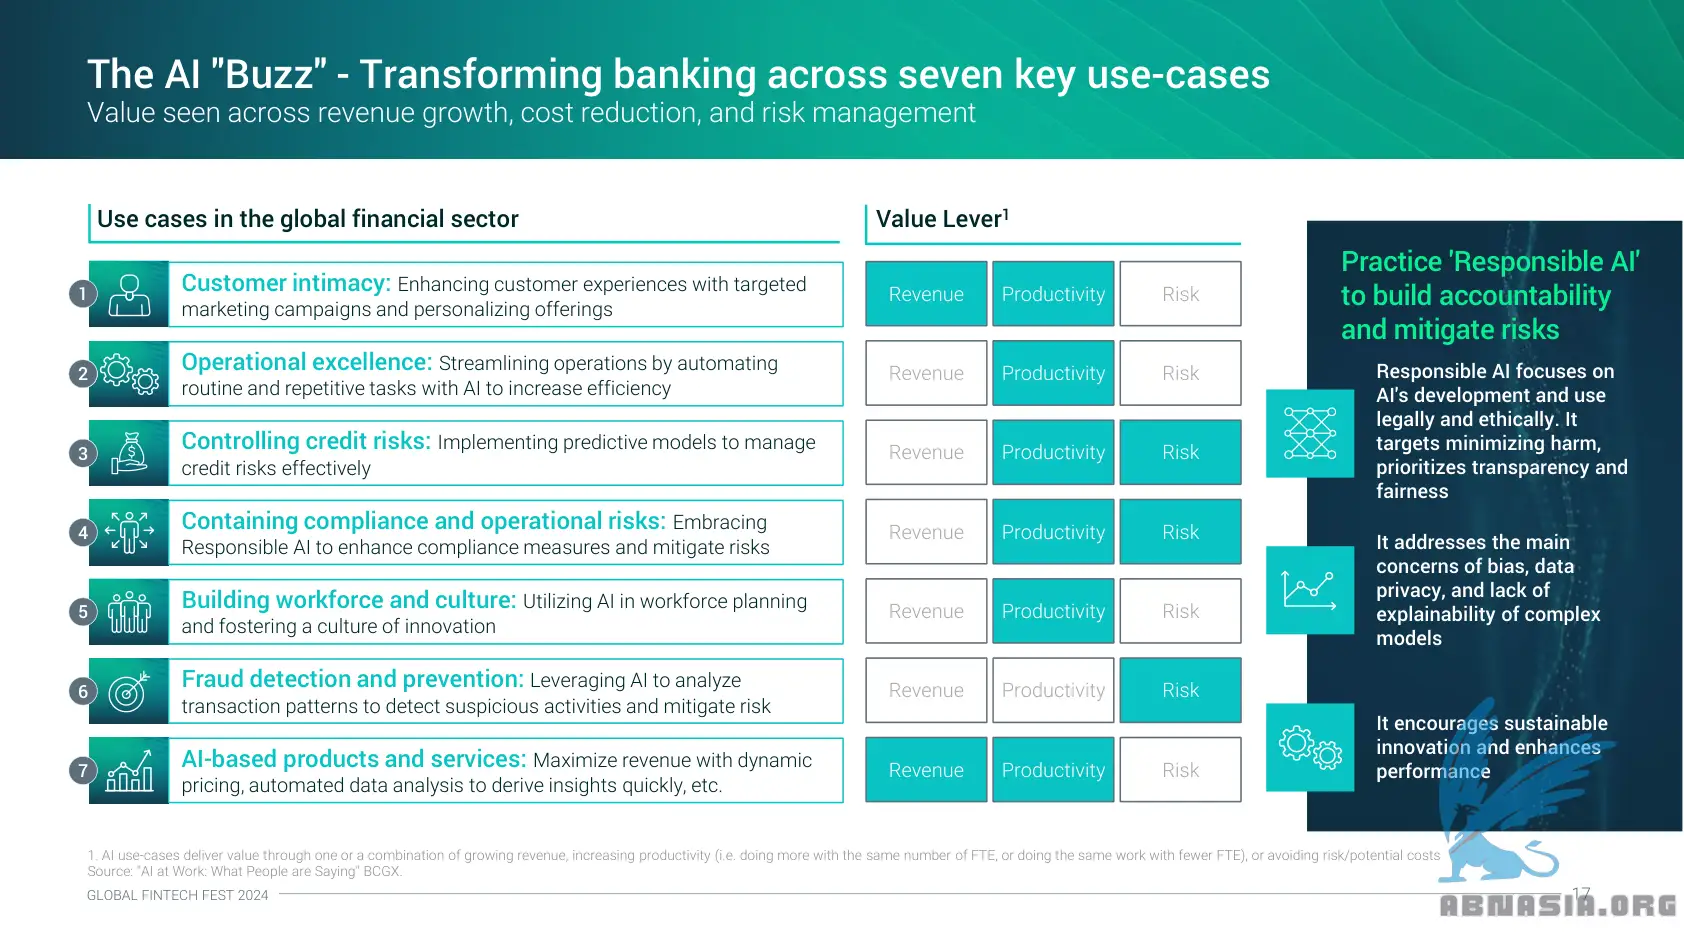 The AI "Buzz" - Transforming banking across seven key use-cases
Value seen across revenue growth, cost reduction, and risk management
Use cases in the global financial sector
Value Lever1
1
Customer intimacy: Enhancing customer experiences with targeted
marketing campaigns and personalizing offerings
Revenue
Productivity
Risk
2
Operational excellence: Streamlining operations by automating
routine and repetitive tasks with AI to increase efficiency
Revenue
Productivity
Risk
3
Controlling credit risks: Implementing predictive models to manage
credit risks effectively
Revenue
Productivity
Risk
4
Containing compliance and operational risks: Embracing
Responsible AI to enhance compliance measures and mitigate risks
Revenue
Productivity
Risk
5
Building workforce and culture: Utilizing AI in workforce planning
and fostering a culture of innovation
Revenue
Productivity
Risk
6
Fraud detection and prevention: Leveraging AI to analyze
transaction patterns to detect suspicious activities and mitigate risk
Revenue
Productivity
Risk
7
AI-based products and services: Maximize revenue with dynamic
pricing, automated data analysis to derive insights quickly, etc.
Revenue
Productivity
Risk
Practice 'Responsible AI'
to build accountability
and mitigate risks
Responsible AI focuses on
AI's development and use
legally and ethically. It
targets minimizing harm,
prioritizes transparency and
fairness
It addresses the main
concerns of bias, data
privacy, and lack of
explainability of complex
models
It encourages sustainable
innovation and enhances
performance
1. AI use-cases deliver value through one or a combination of growing revenue, increasing productivity (i.e. doing more with the same number of FTE, or doing the same work with fewer FTE), or avoiding risk/potential costs
Source: "AI at Work: What People are Saying" BCGX.
GLOBAL FINTECH FEST 2024
17
ABNASIA.ORG